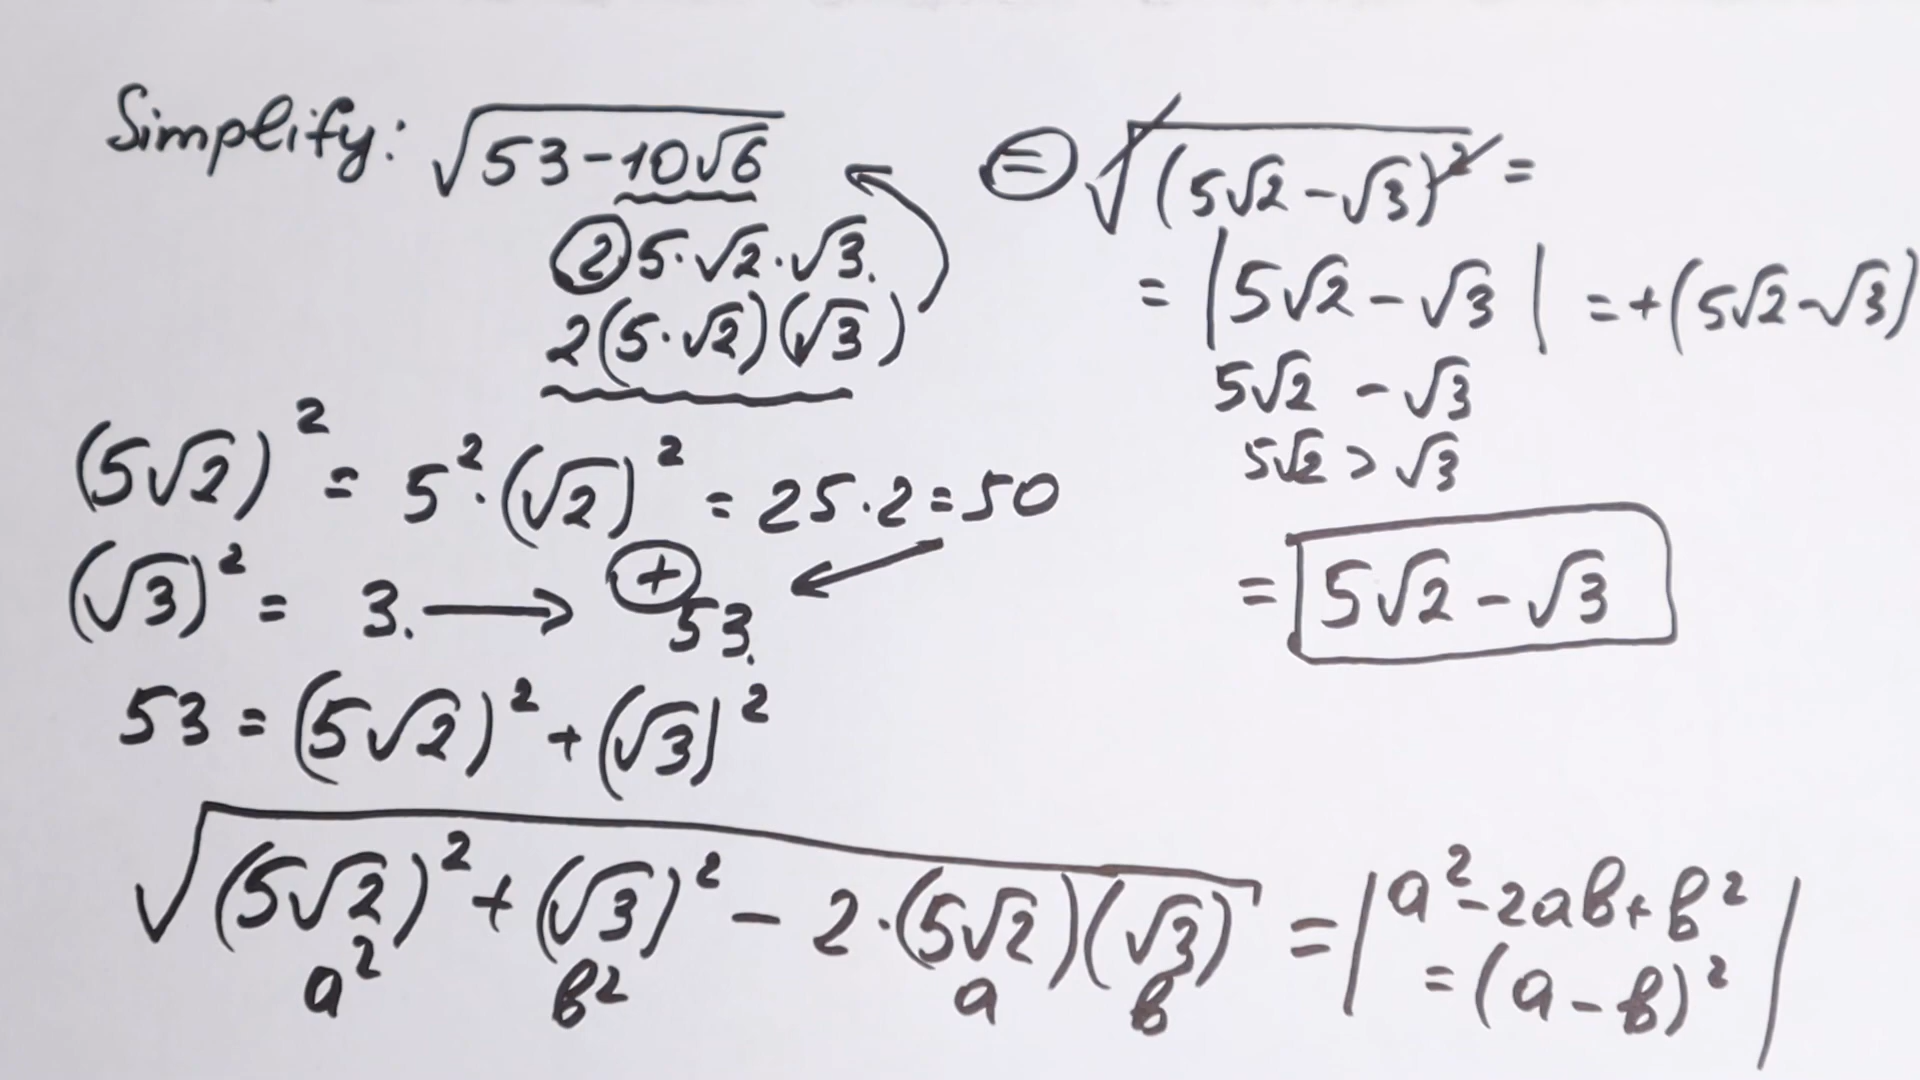 Simplify: √(53-10√6)
② 5·√2·√3.
2(5·√2)(√3)
(5√2)² = 5²·(√2)² = 25·2=50
(√3)² = 3. → ⊕ 53.
53 = (5√2)² + (√3)²
√((5√2)² + (√3)² - 2·(5√2)(√3)) = | a²-2ab+b²
a² b² a b = (a-b)² |
⊜ √(5√2-√3)² =
= |5√2-√3| = +(5√2-√3)
5√2 - √3
5√2 > √3
= 5√2-√3